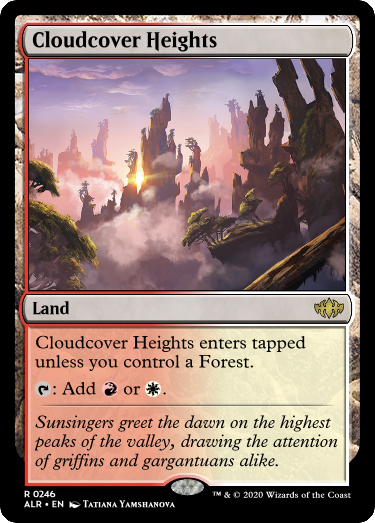 Cloudcover Heights
Land
Cloudcover Heights enters tapped
unless you control a Forest.
: Add or .
Sunsingers greet the dawn on the highest
peaks of the valley, drawing the attention
of griffins and gargantuans alike.
R 0246
ALR • EN Tatiana Yamshanova
™ & © 2020 Wizards of the Coast